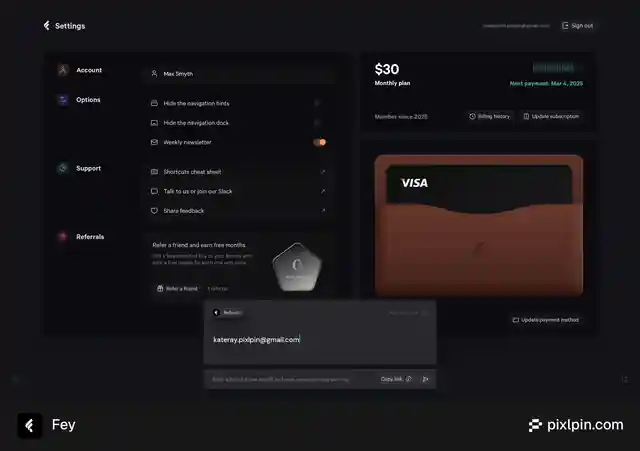 Settings
Sign out
Account
Max Smyth
Options
Hide the navigation hints
Hide the navigation dock
Weekly newsletter
Support
Shortcuts cheat sheet
Talk to us or join our Slack
Share feedback
Referrals
Refer a friend and earn free months.
Refer a friend
$30
Monthly plan
Next payment: Mar 4, 2025
Member since 2025
Billing history
Update subscription
VISA
Update payment method
Referrals
kateray.pixlpin@gmail.com
Copy link
Fey
pixlpin.com